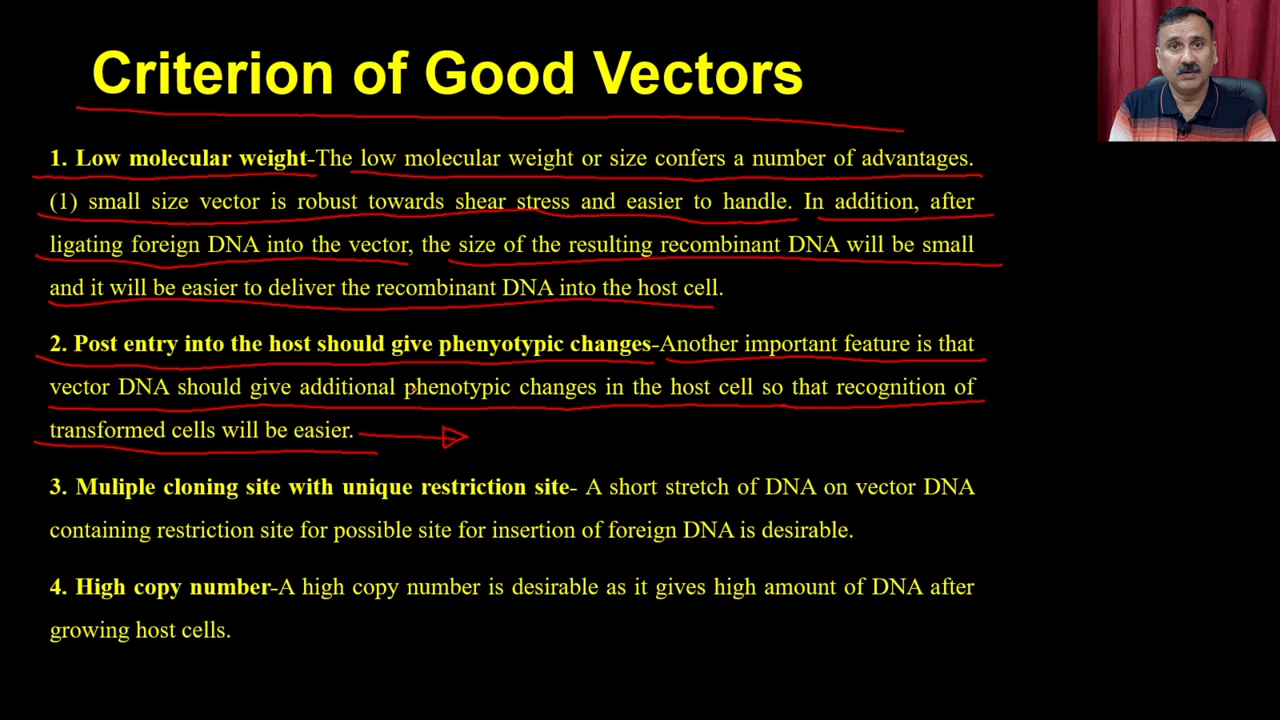 Criterion of Good Vectors
1. Low molecular weight-The low molecular weight or size confers a number of advantages.
(1) small size vector is robust towards shear stress and easier to handle. In addition, after
ligating foreign DNA into the vector, the size of the resulting recombinant DNA will be small
and it will be easier to deliver the recombinant DNA into the host cell.
2. Post entry into the host should give phenyotypic changes-Another important feature is that
vector DNA should give additional phenotypic changes in the host cell so that recognition of
transformed cells will be easier.
3. Muliple cloning site with unique restriction site- A short stretch of DNA on vector DNA
containing restriction site for possible site for insertion of foreign DNA is desirable.
4. High copy number-A high copy number is desirable as it gives high amount of DNA after
growing host cells.